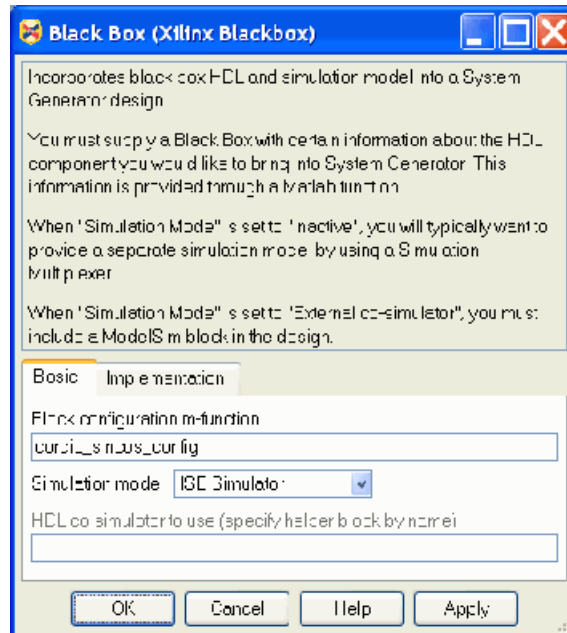 Black Box (Xilinx Blackbox)
Incorporates black box HDL and simulation model into a System
Generator design.
You must supply a Black Box with certain information about the HDL
component you would like to bring into System Generator. This
information is provided through a Matlab function.
When "Simulation Mode" is set to "Inactive", you will typically want to
provide a separate simulation model by using a Simulation
Multiplexer.
When "Simulation Mode" is set to "External co-simulator", you must
include a ModelSim block in the design.
Basic Implementation
Block configuration m-function
cordic_sincos_config
Simulation mode ISE Simulator
HDL co-simulator to use (specify helper block by name)
OK Cancel Help Apply